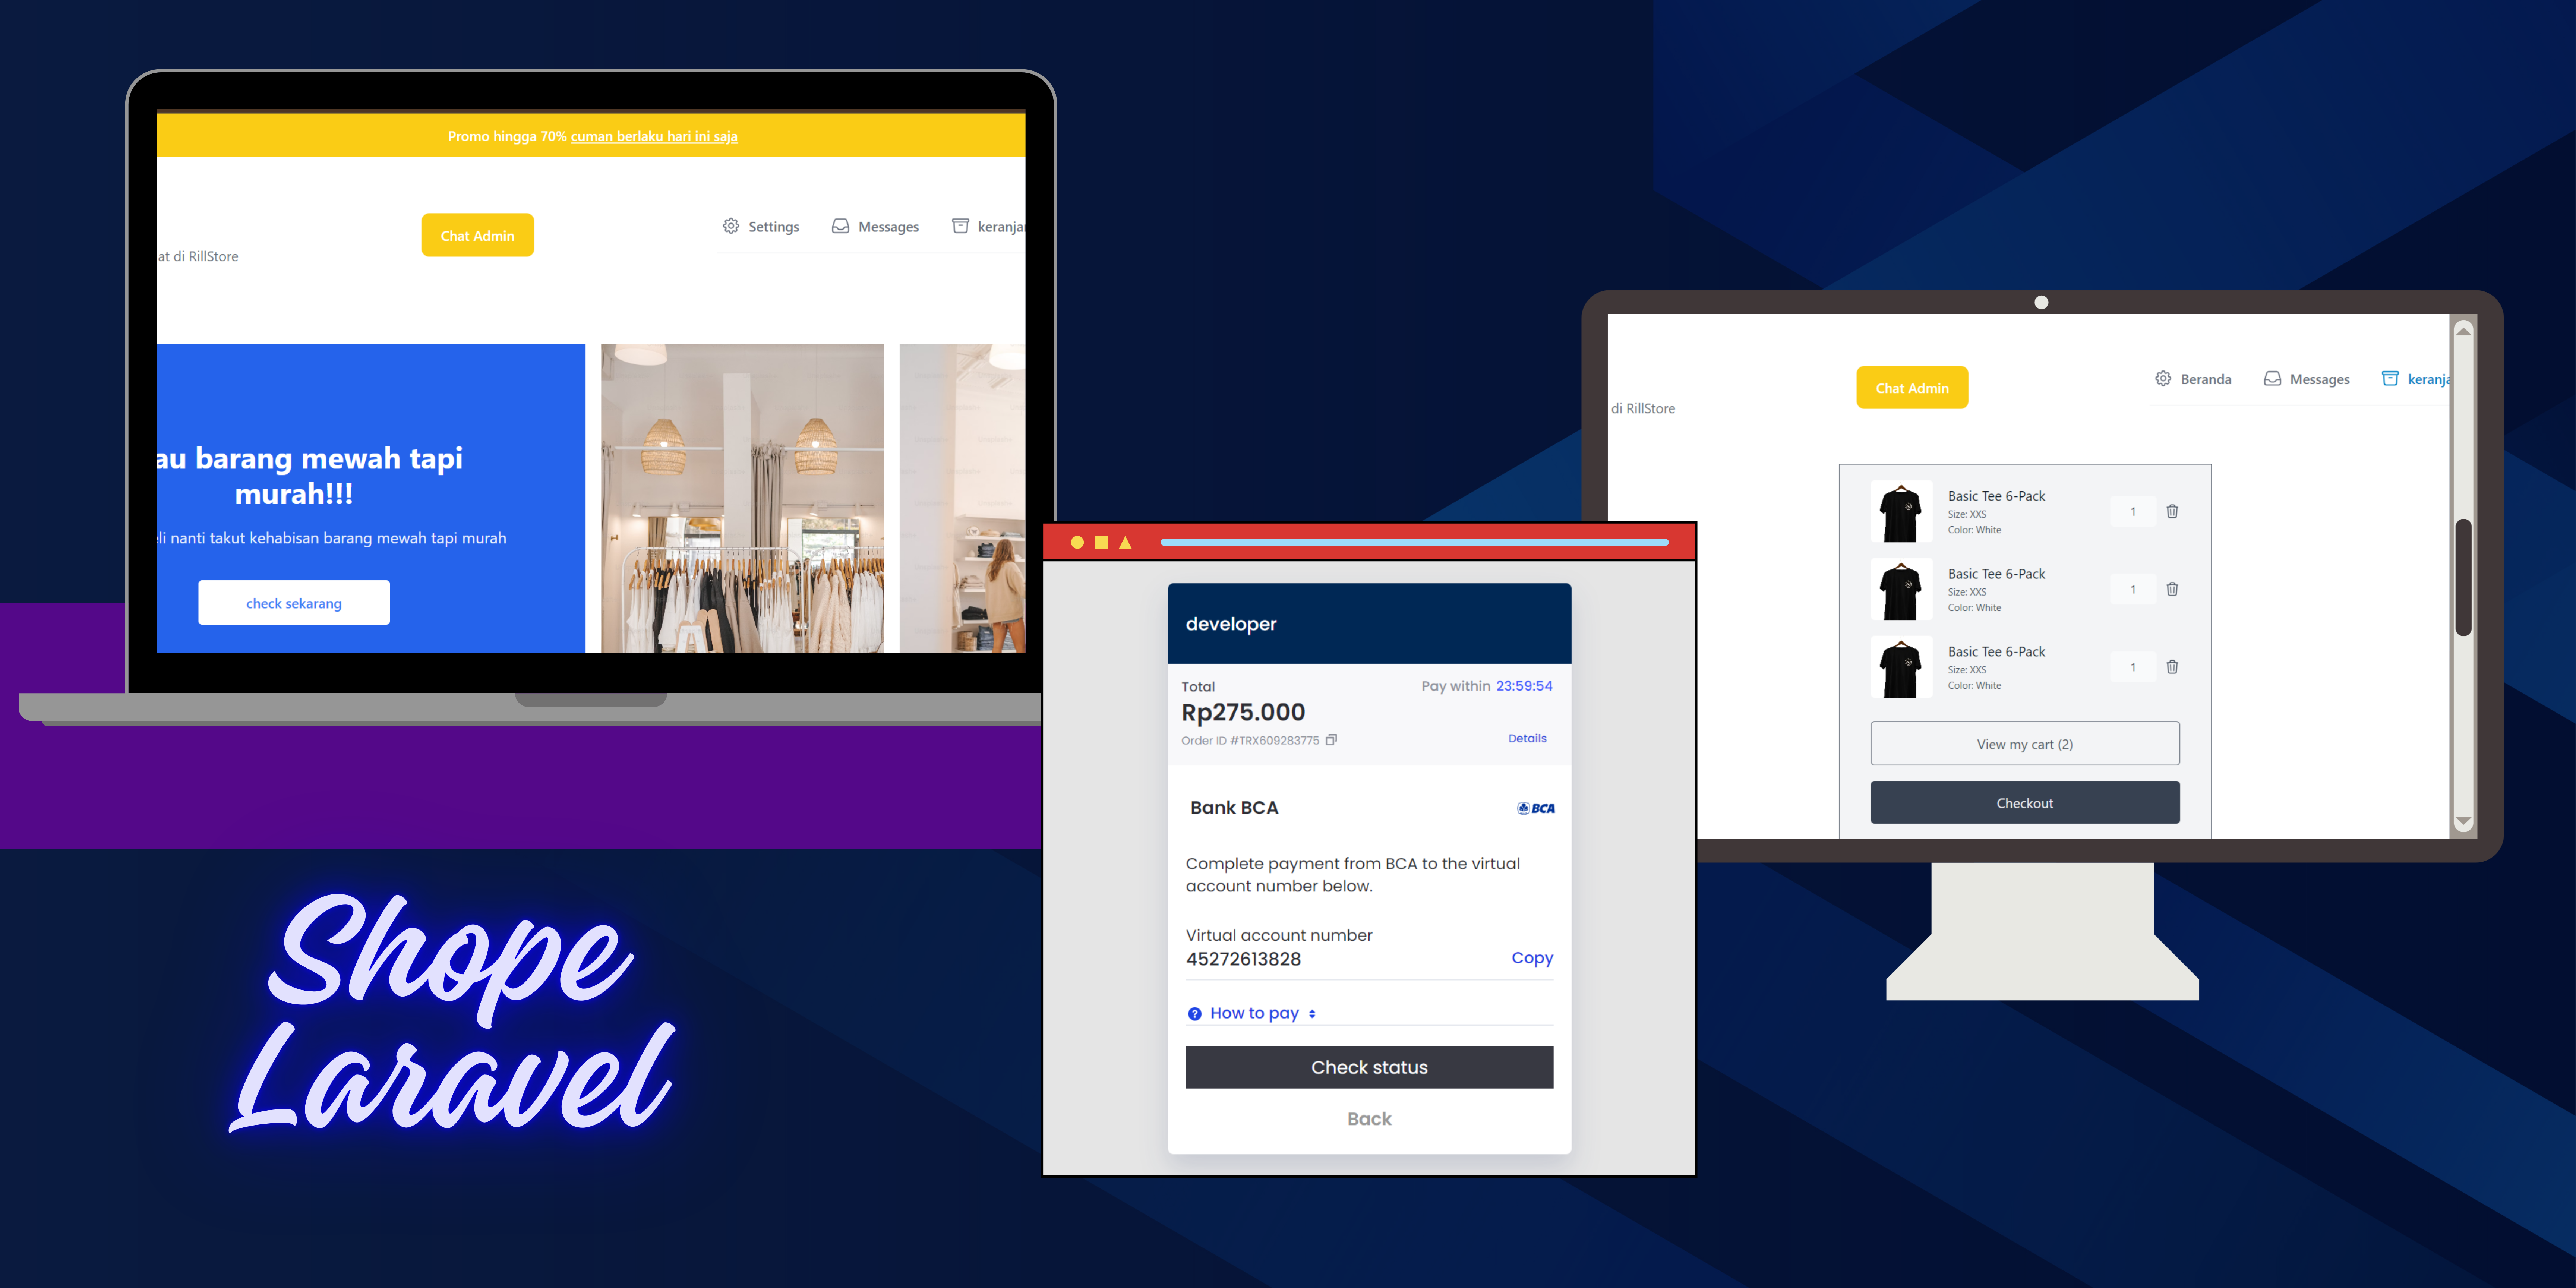 Promo hingga 70% cuman berlaku hari ini saja
Chat Admin
Settings
Messages
keranja
at di RillStore
au barang mewah tapi
murah!!!
li nanti takut kehabisan barang mewah tapi murah
check sekarang
Shope
Laravel
developer
Total
Pay within 23:59:54
Rp275.000
Order ID #TRX609283775
Details
Bank BCA
BCA
Complete payment from BCA to the virtual
account number below.
Virtual account number
45272613828
Copy
How to pay
Check status
Back
Chat Admin
Beranda
Messages
keranja
di RillStore
Basic Tee 6-Pack
Size: XXS
Color: White
1
Basic Tee 6-Pack
Size: XXS
Color: White
1
Basic Tee 6-Pack
Size: XXS
Color: White
1
View my cart (2)
Checkout